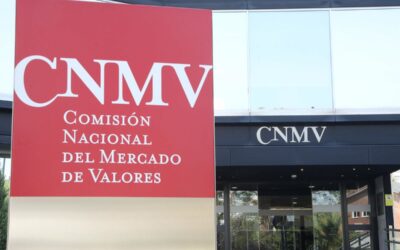 CNMV
COMISIÓN
NACIONAL
DEL MERCADO
DE VALORES
CNMV